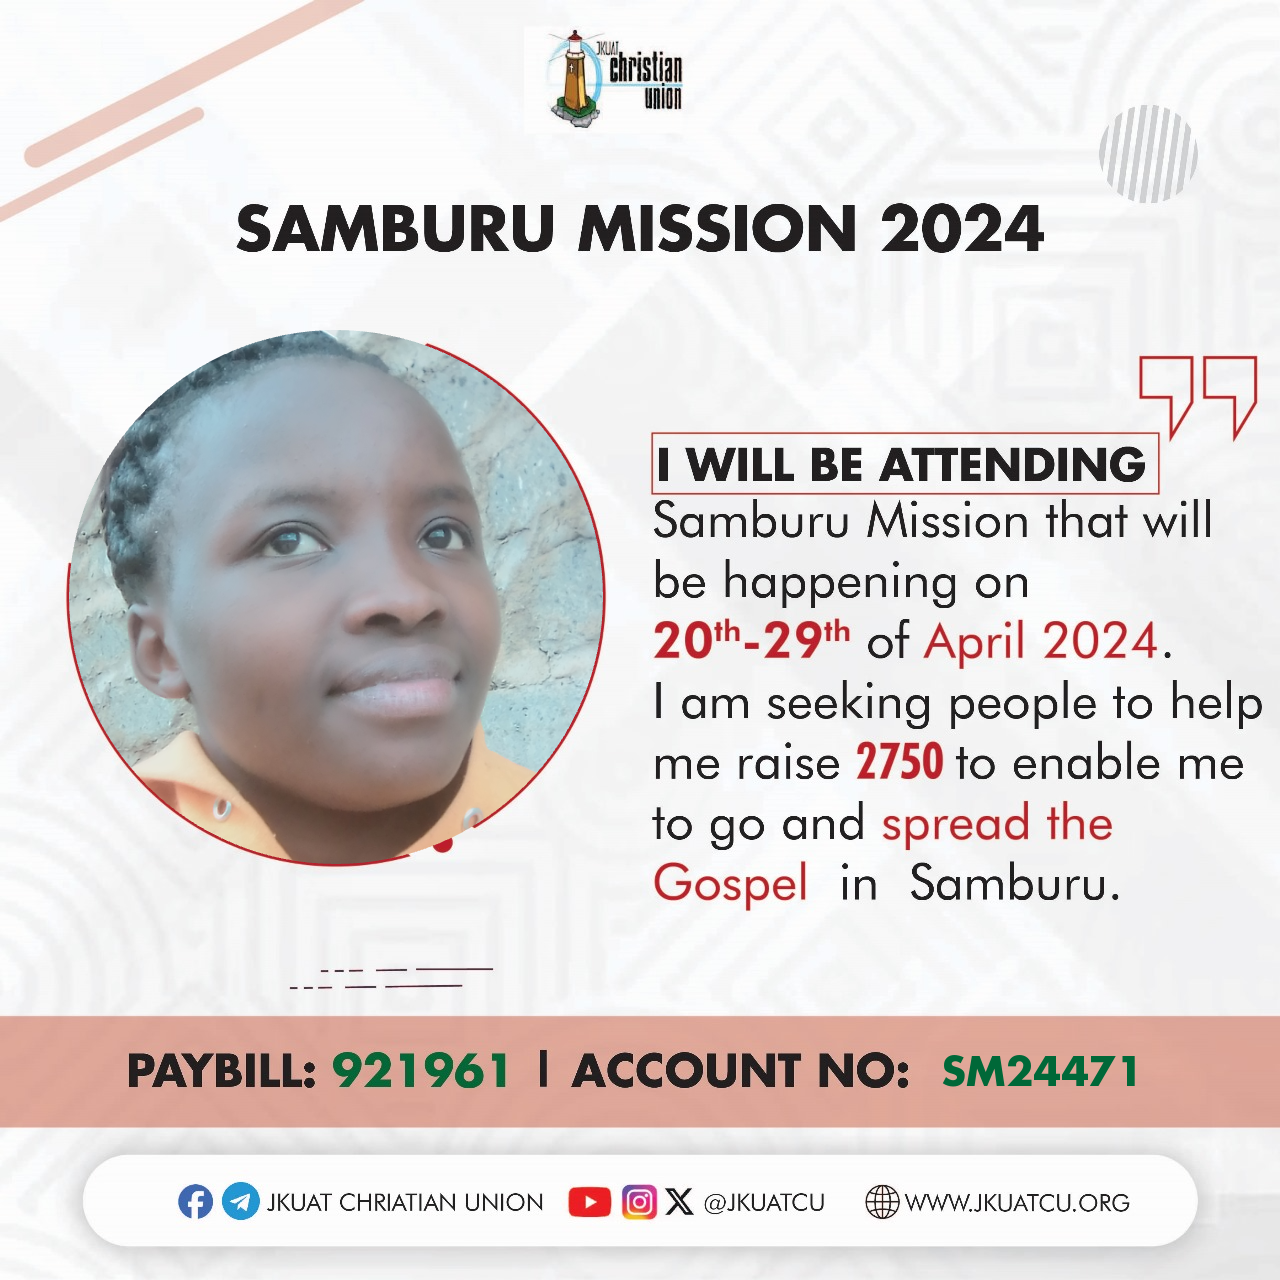 JKUAT
christian
union
SAMBURU MISSION 2024
I WILL BE ATTENDING
Samburu Mission that will
be happening on
20th-29th of April 2024.
I am seeking people to help
me raise 2750 to enable me
to go and spread the
Gospel in Samburu.
PAYBILL: 921961 | ACCOUNT NO: SM24471
JKUAT CHRIATIAN UNION @JKUATCU WWW.JKUATCU.ORG